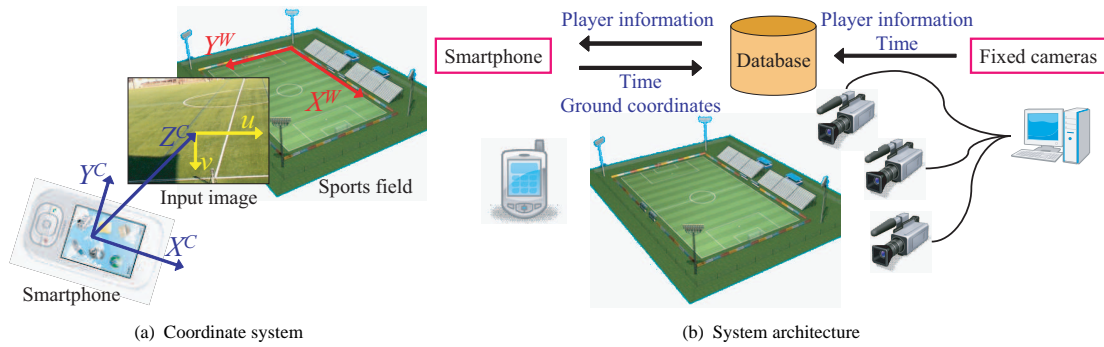 Y^W
X^W
Z^C
u
v
Y^C
X^C
Input image
Sports field
Smartphone
(a) Coordinate system
Player information
Smartphone
Time
Ground coordinates
Database
Player information
Time
Fixed cameras
(b) System architecture